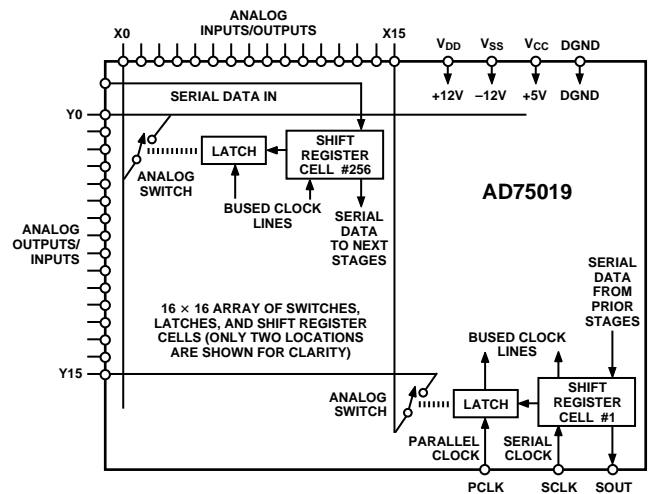 ANALOG
INPUTS/OUTPUTS
X0
X15
VDD
VSS
VCC
DGND
+12V
–12V
+5V
DGND
SERIAL DATA IN
Y0
LATCH
SHIFT
REGISTER
CELL #256
ANALOG
SWITCH
BUSED CLOCK
LINES
SERIAL
DATA
TO NEXT
STAGES
AD75019
ANALOG
OUTPUTS/
INPUTS
SERIAL
DATA
FROM
PRIOR
STAGES
16 × 16 ARRAY OF SWITCHES,
LATCHES, AND SHIFT REGISTER
CELLS (ONLY TWO LOCATIONS
ARE SHOWN FOR CLARITY)
BUSED CLOCK
LINES
Y15
ANALOG
SWITCH
LATCH
SHIFT
REGISTER
CELL #1
PARALLEL
CLOCK
SERIAL
CLOCK
PCLK
SCLK
SOUT